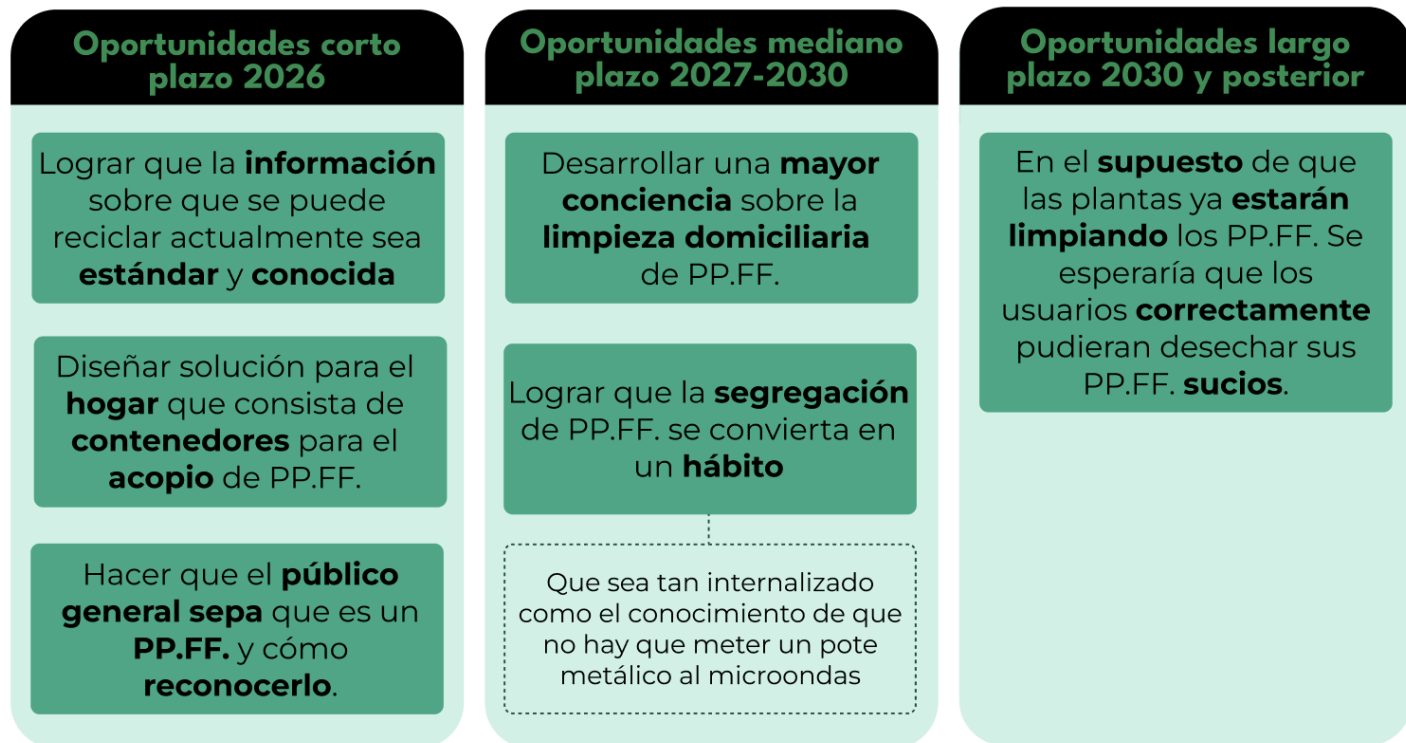 Oportunidades corto
plazo 2026
Lograr que la información
sobre que se puede
reciclar actualmente sea
estándar y conocida
Diseñar solución para el
hogar que consista de
contenedores para el
acopio de PP.FF.
Hacer que el público
general sepa que es un
PP.FF. y cómo
reconocerlo.
Oportunidades mediano
plazo 2027-2030
Desarrollar una mayor
conciencia sobre la
limpieza domiciliaria
de PP.FF.
Lograr que la segregación
de PP.FF. se convierta en
un hábito
Que sea tan internalizado
como el conocimiento de que
no hay que meter un pote
metálico al microondas
Oportunidades largo
plazo 2030 y posterior
En el supuesto de que
las plantas ya estarán
limpiando los PP.FF. Se
esperaría que los
usuarios correctamente
pudieran desechar sus
PP.FF. sucios.